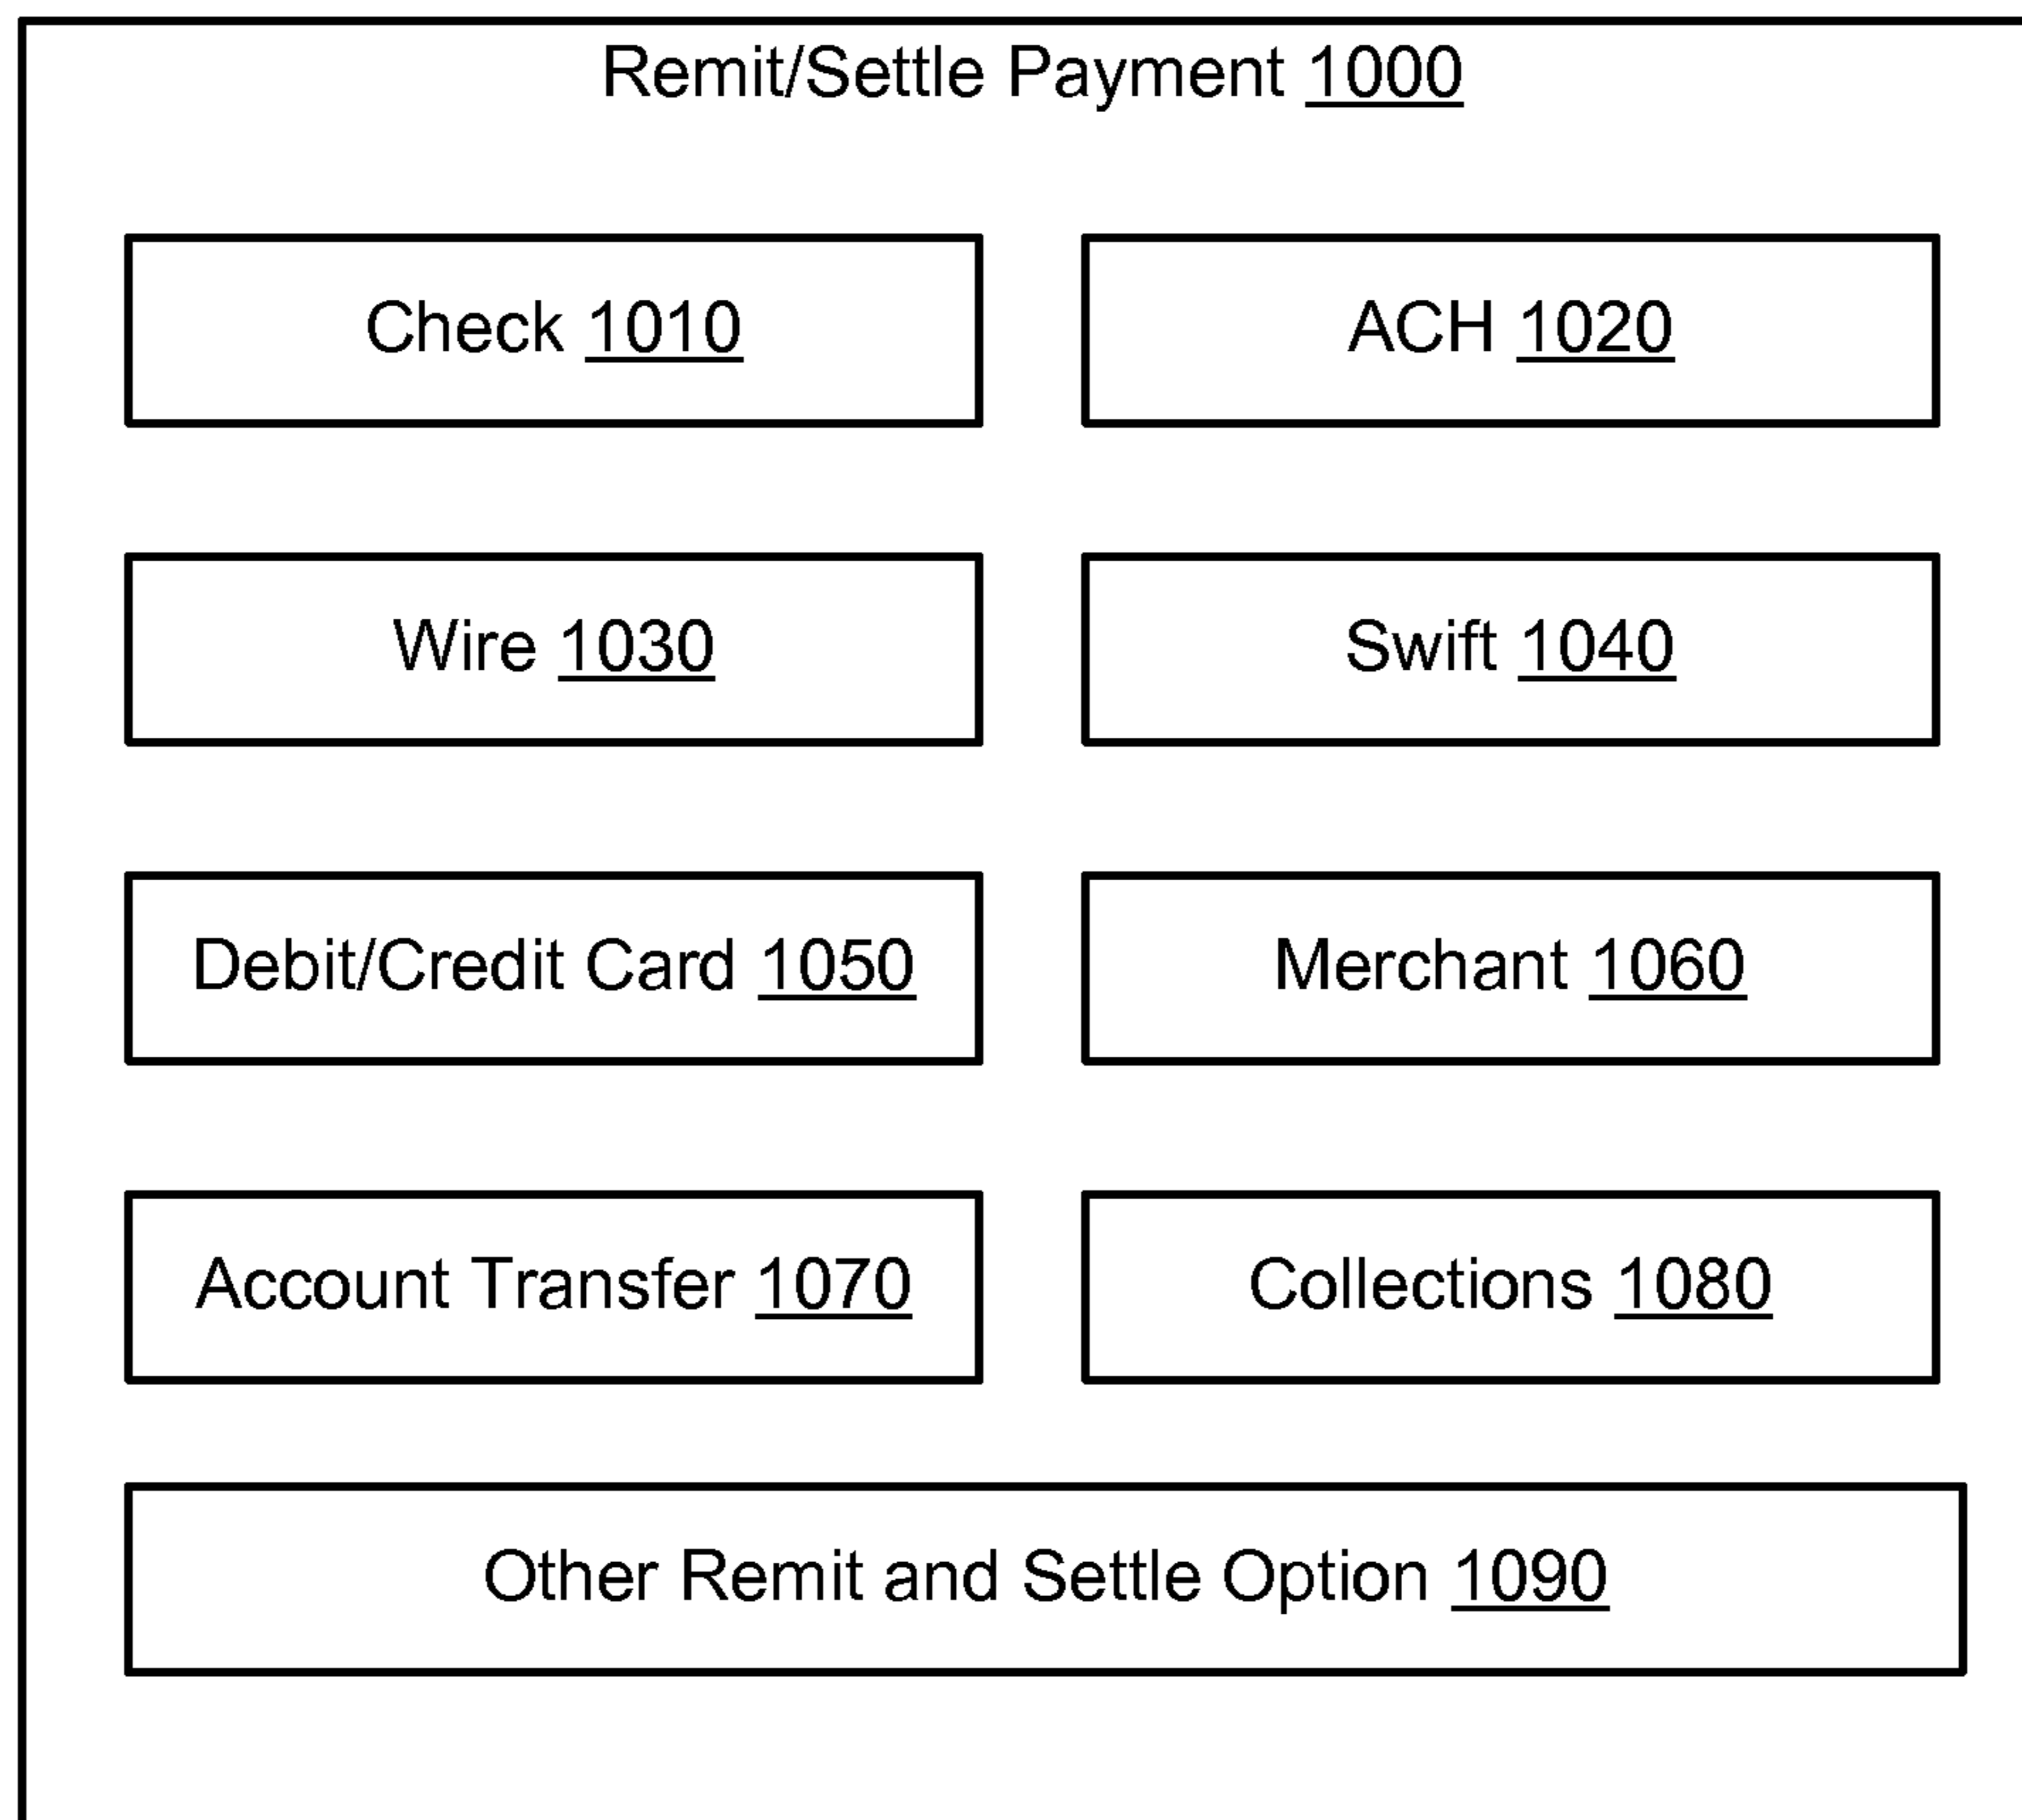 Remit/Settle Payment 1000
Check 1010
ACH 1020
Wire 1030
Swift 1040
Debit/Credit Card 1050
Merchant 1060
Account Transfer 1070
Collections 1080
Other Remit and Settle Option 1090